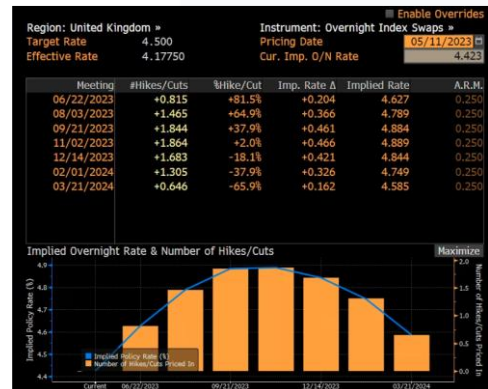 Enable Overrides
Region: United Kingdom » Instrument: Overnight Index Swaps »
Target Rate 4.500 Pricing Date 05/11/2023
Effective Rate 4.17750 Cur. Imp. O/N Rate 4.423
Meeting #Hikes/Cuts %Hike/Cut Imp. Rate Δ Implied Rate A.R.M.
06/22/2023 +0.815 +81.5% +0.204 4.627 0.250
08/03/2023 +1.465 +64.9% +0.366 4.789 0.250
09/21/2023 +1.844 +37.9% +0.461 4.884 0.250
11/02/2023 +1.864 +2.0% +0.466 4.889 0.250
12/14/2023 +1.683 -18.1% +0.421 4.844 0.250
02/01/2024 +1.305 -37.9% +0.326 4.749 0.250
03/21/2024 +0.646 -65.9% +0.162 4.585 0.250
Implied Overnight Rate & Number of Hikes/Cuts Maximize
Implied Policy Rate (%)
4.9
4.8
4.7
4.6
4.5
4.4
2.0
1.5
1.0
0.5
0.0
Number of Hikes/Cuts Priced In
Implied Policy Rate (%)
Number of Hikes/Cuts Priced In
Current 06/22/2023 09/21/2023 12/14/2023 03/21/2024